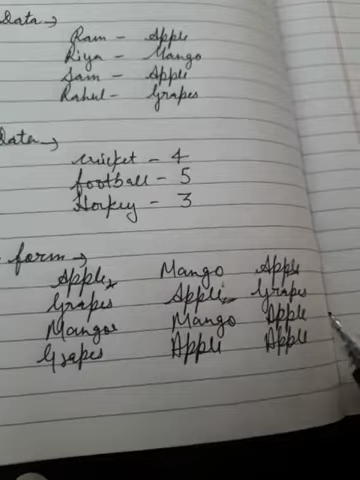 Data →
Ram - Apple
Riya - Mango
Sam - Apple
Rahul - Grapes
Data →
Cricket - 4
football - 5
Hockey - 3
form →
Apple Mango Apple
Grapes Apple Grapes
Mango Mango Apple
Grapes Apple Apple